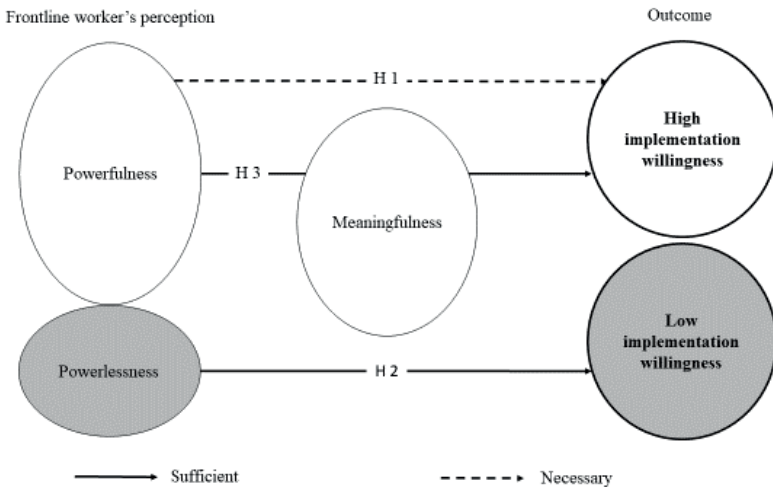 Frontline worker's perception
Outcome
H 1
High
implementation
willingness
Powerfulness
H 3
Meaningfulness
Low
implementation
willingness
Powerlessness
H 2
Sufficient
Necessary